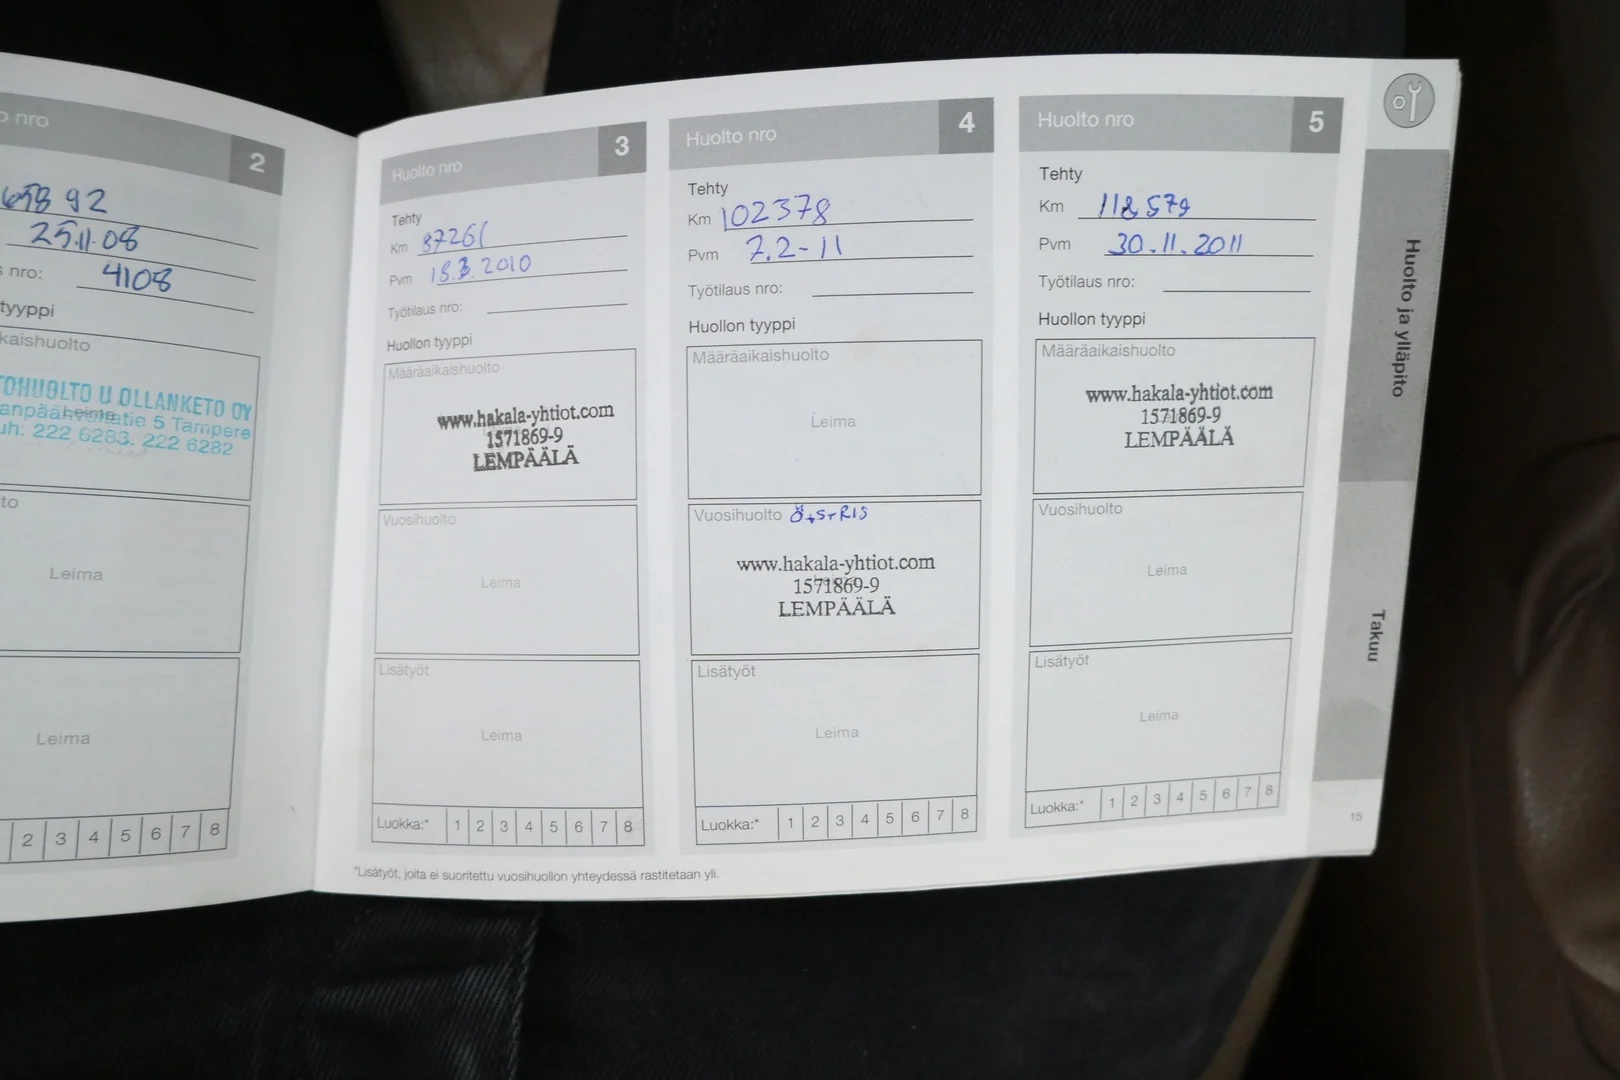 o nro
2
92
25.11.08
s nro: 4108
tyyppi
kaishuolto
TOHUOLTO U OLLANKETO OY
Leima
5 Tampere
uh. 222 6283. 222 6282
to
Leima
Leima
2 3 4 5 6 7 8
Huolto nro 3
Tehty
Km 87261
Pvm 18.3.2010
Työtilaus nro:
Huollon tyyppi
Määräaikaishuolto
www.hakala-yhtiot.com
1571869-9
LEMPÄÄLÄ
Vuosihuolto
Leima
Lisätyöt
Leima
Luokka:* 1 2 3 4 5 6 7 8
Huolto nro 4
Tehty
Km 102378
Pvm 7.2-11
Työtilaus nro:
Huollon tyyppi
Määräaikaishuolto
Leima
Vuosihuolto
www.hakala-yhtiot.com
1571869-9
LEMPÄÄLÄ
Lisätyöt
Leima
Luokka:* 1 2 3 4 5 6 7 8
Huolto nro 5
Tehty
Km 118579
Pvm 30.11.2011
Työtilaus nro:
Huollon tyyppi
Määräaikaishuolto
www.hakala-yhtiot.com
1571869-9
LEMPÄÄLÄ
Vuosihuolto
Leima
Lisätyöt
Leima
Luokka:* 1 2 3 4 5 6 7 8
*Lisätyöt, joita ei suoritettu vuosihuollon yhteydessä rastitetaan yli.
Huolto ja ylläpito
Takuu
15